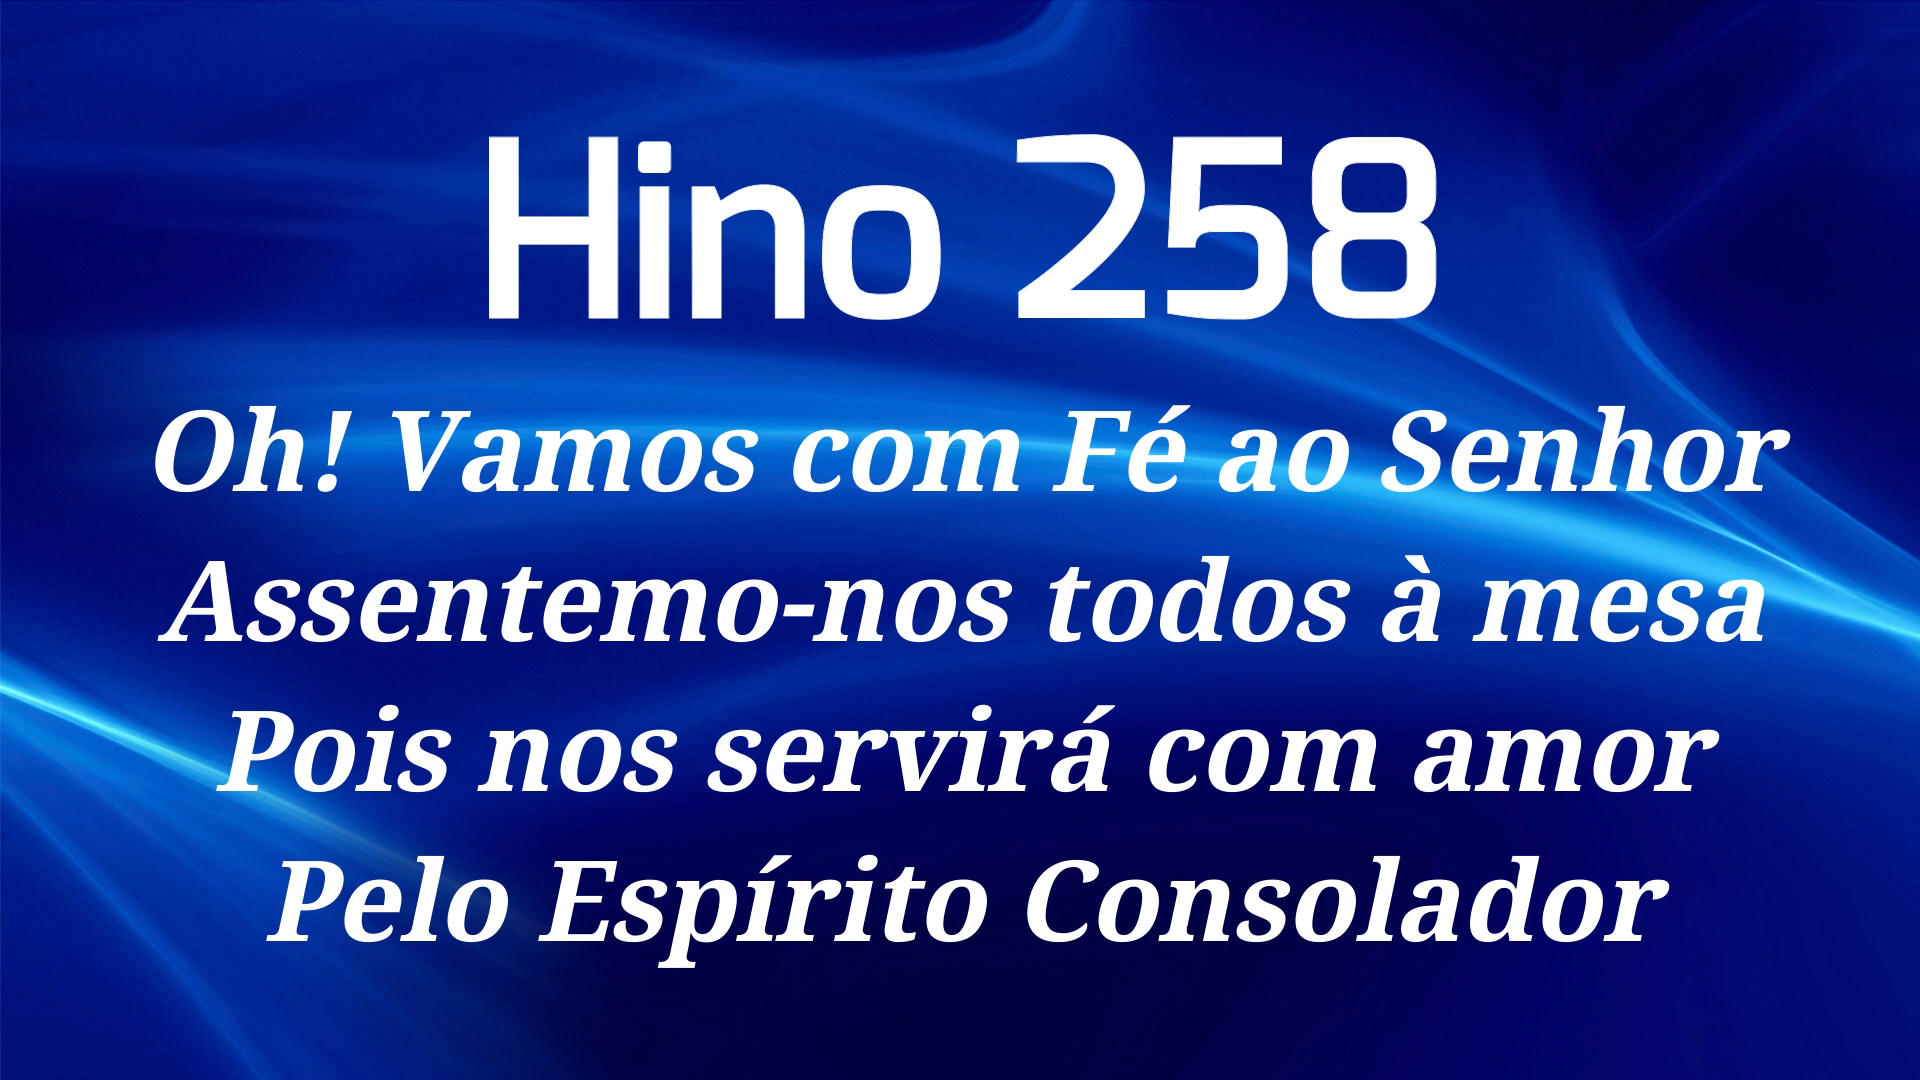 Hino 258
Oh! Vamos com Fé ao Senhor
Assentemo-nos todos à mesa
Pois nos servirá com amor
Pelo Espírito Consolador